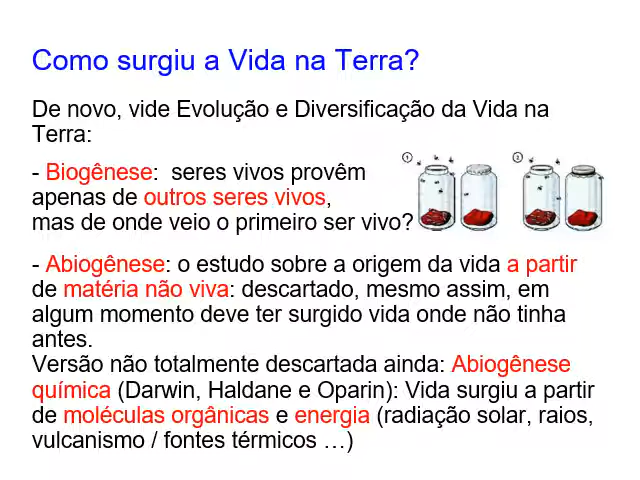 Como surgiu a Vida na Terra?
De novo, vide Evolução e Diversificação da Vida na
Terra:
- Biogênese:  seres vivos provêm
apenas de outros seres vivos,
mas de onde veio o primeiro ser vivo?
1
2
- Abiogênese: o estudo sobre a origem da vida a partir
de matéria não viva: descartado, mesmo assim, em
algum momento deve ter surgido vida onde não tinha
antes.
Versão não totalmente descartada ainda: Abiogênese
química (Darwin, Haldane e Oparin): Vida surgiu a partir
de moléculas orgânicas e energia (radiação solar, raios,
vulcanismo / fontes térmicos …)